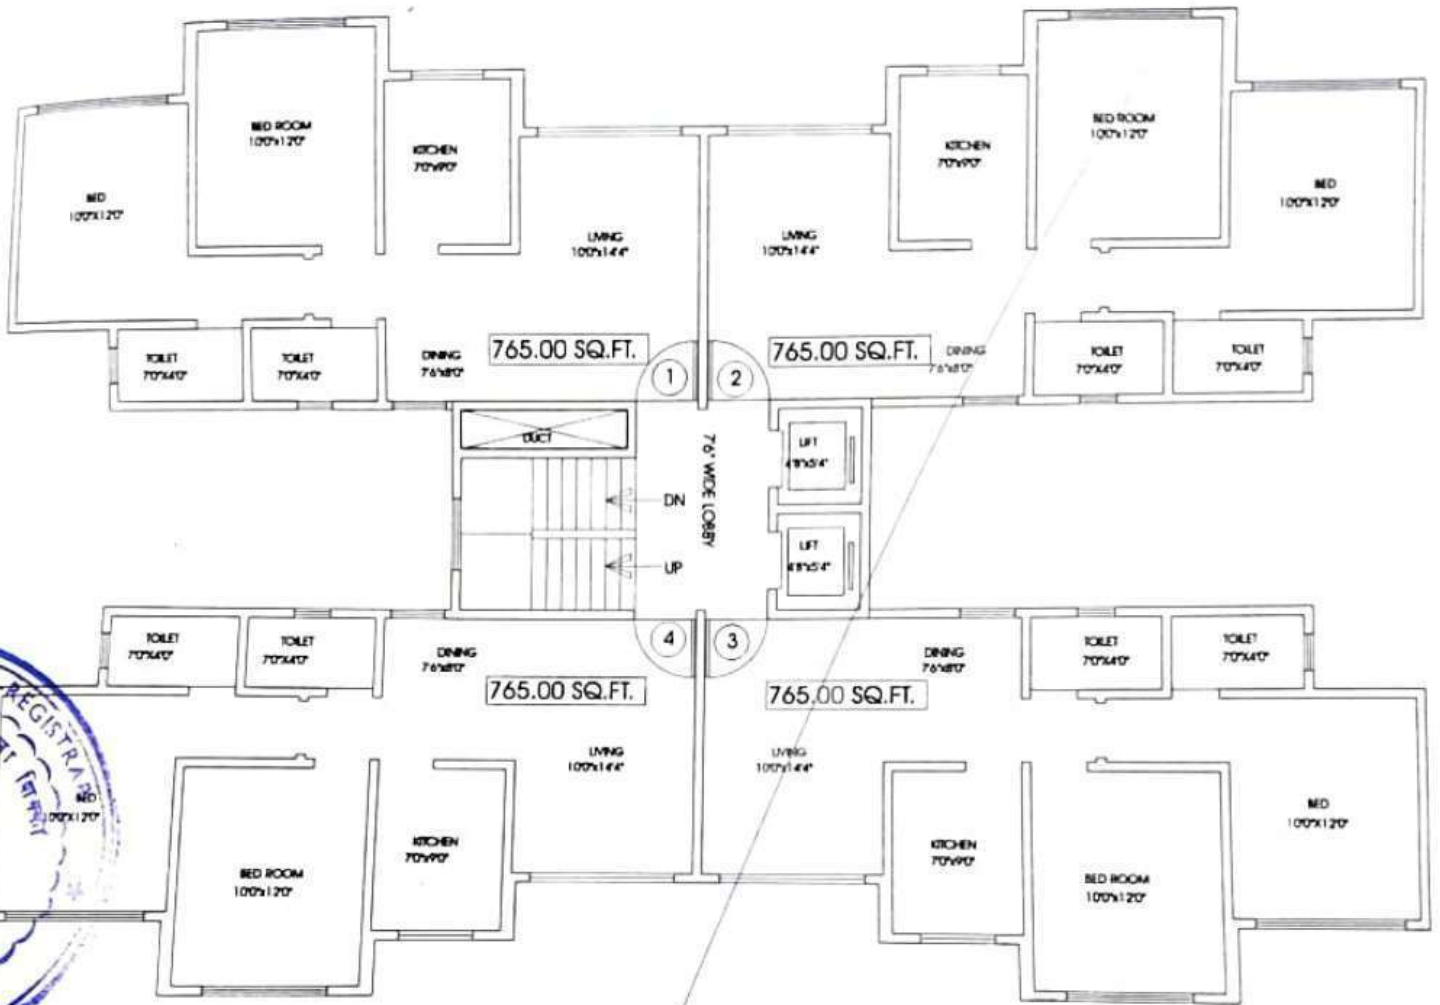 BED ROOM
10'0"x12'0"
BED
10'0"X12'0"
KITCHEN
7'0"x9'0"
LIVING
10'0"x14'4"
TOILET
7'0"X4'0"
TOILET
7'0"X4'0"
DINING
7'6"x8'0"
765.00 SQ.FT.
1
BED ROOM
10'0"x12'0"
KITCHEN
7'0"x9'0"
BED
10'0"X12'0"
LIVING
10'0"x14'4"
765.00 SQ.FT.
DINING
7'6"x8'0"
TOILET
7'0"X4'0"
TOILET
7'0"X4'0"
2
DUCT
DN
UP
7'6" WIDE LOBBY
LIFT
4'8"x5'4"
LIFT
4'8"x5'4"
TOILET
7'0"X4'0"
TOILET
7'0"X4'0"
DINING
7'6"x8'0"
4
765.00 SQ.FT.
LIVING
10'0"x14'4"
BED
10'0"X12'0"
BED ROOM
10'0"x12'0"
KITCHEN
7'0"x9'0"
3
DINING
7'6"x8'0"
TOILET
7'0"X4'0"
TOILET
7'0"X4'0"
765.00 SQ.FT.
LIVING
10'0"x14'4"
KITCHEN
7'0"x9'0"
BED ROOM
10'0"x12'0"
BED
10'0"X12'0"
REGISTRAR